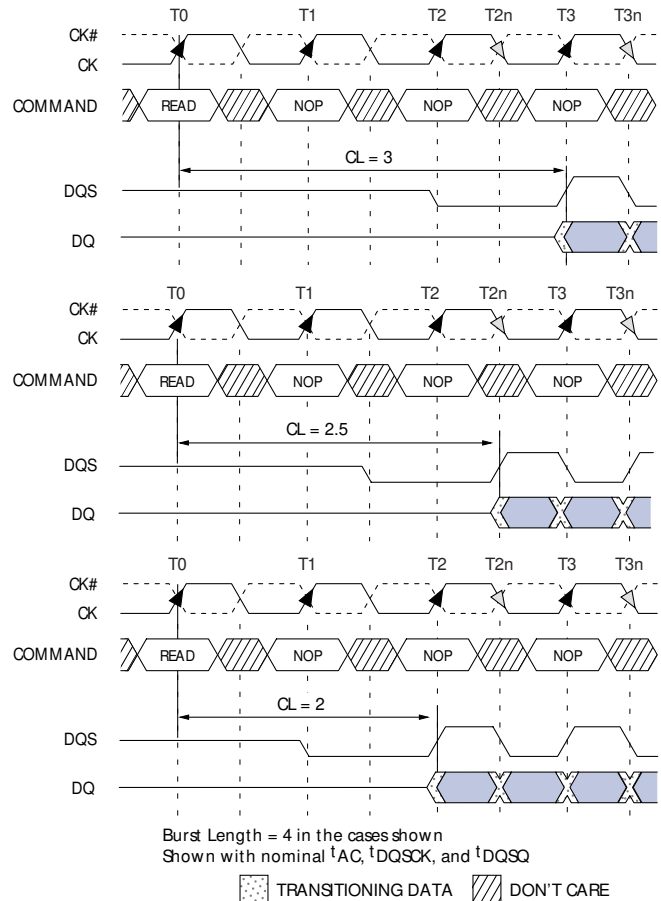 T0 T1 T2 T2n T3 T3n
CK#
CK
COMMAND READ NOP NOP NOP
CL = 3
DQS
DQ
T0 T1 T2 T2n T3 T3n
CK#
CK
COMMAND READ NOP NOP NOP
CL = 2.5
DQS
DQ
T0 T1 T2 T2n T3 T3n
CK#
CK
COMMAND READ NOP NOP NOP
CL = 2
DQS
DQ
Burst Length = 4 in the cases shown
Shown with nominal tAC, tDQSCK, and tDQSQ
TRANSITIONING DATA DON'T CARE